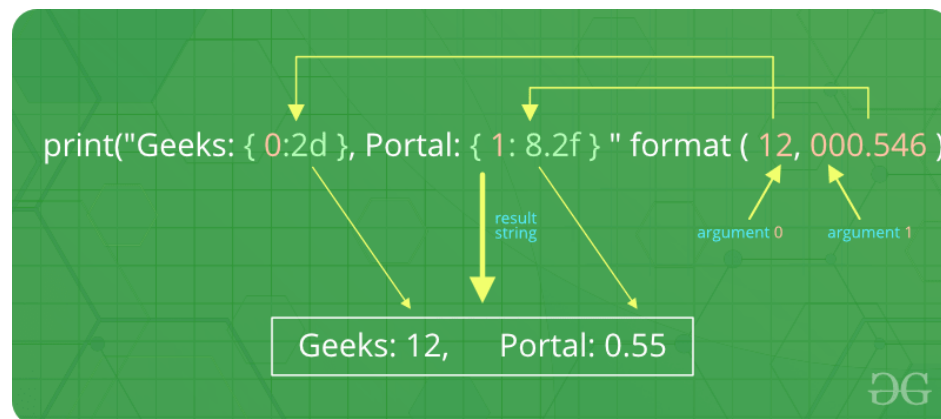 print("Geeks: { 0:2d }, Portal: { 1: 8.2f } " format ( 12, 000.546 )
result
string
argument 0
argument 1
Geeks: 12, Portal: 0.55
GG